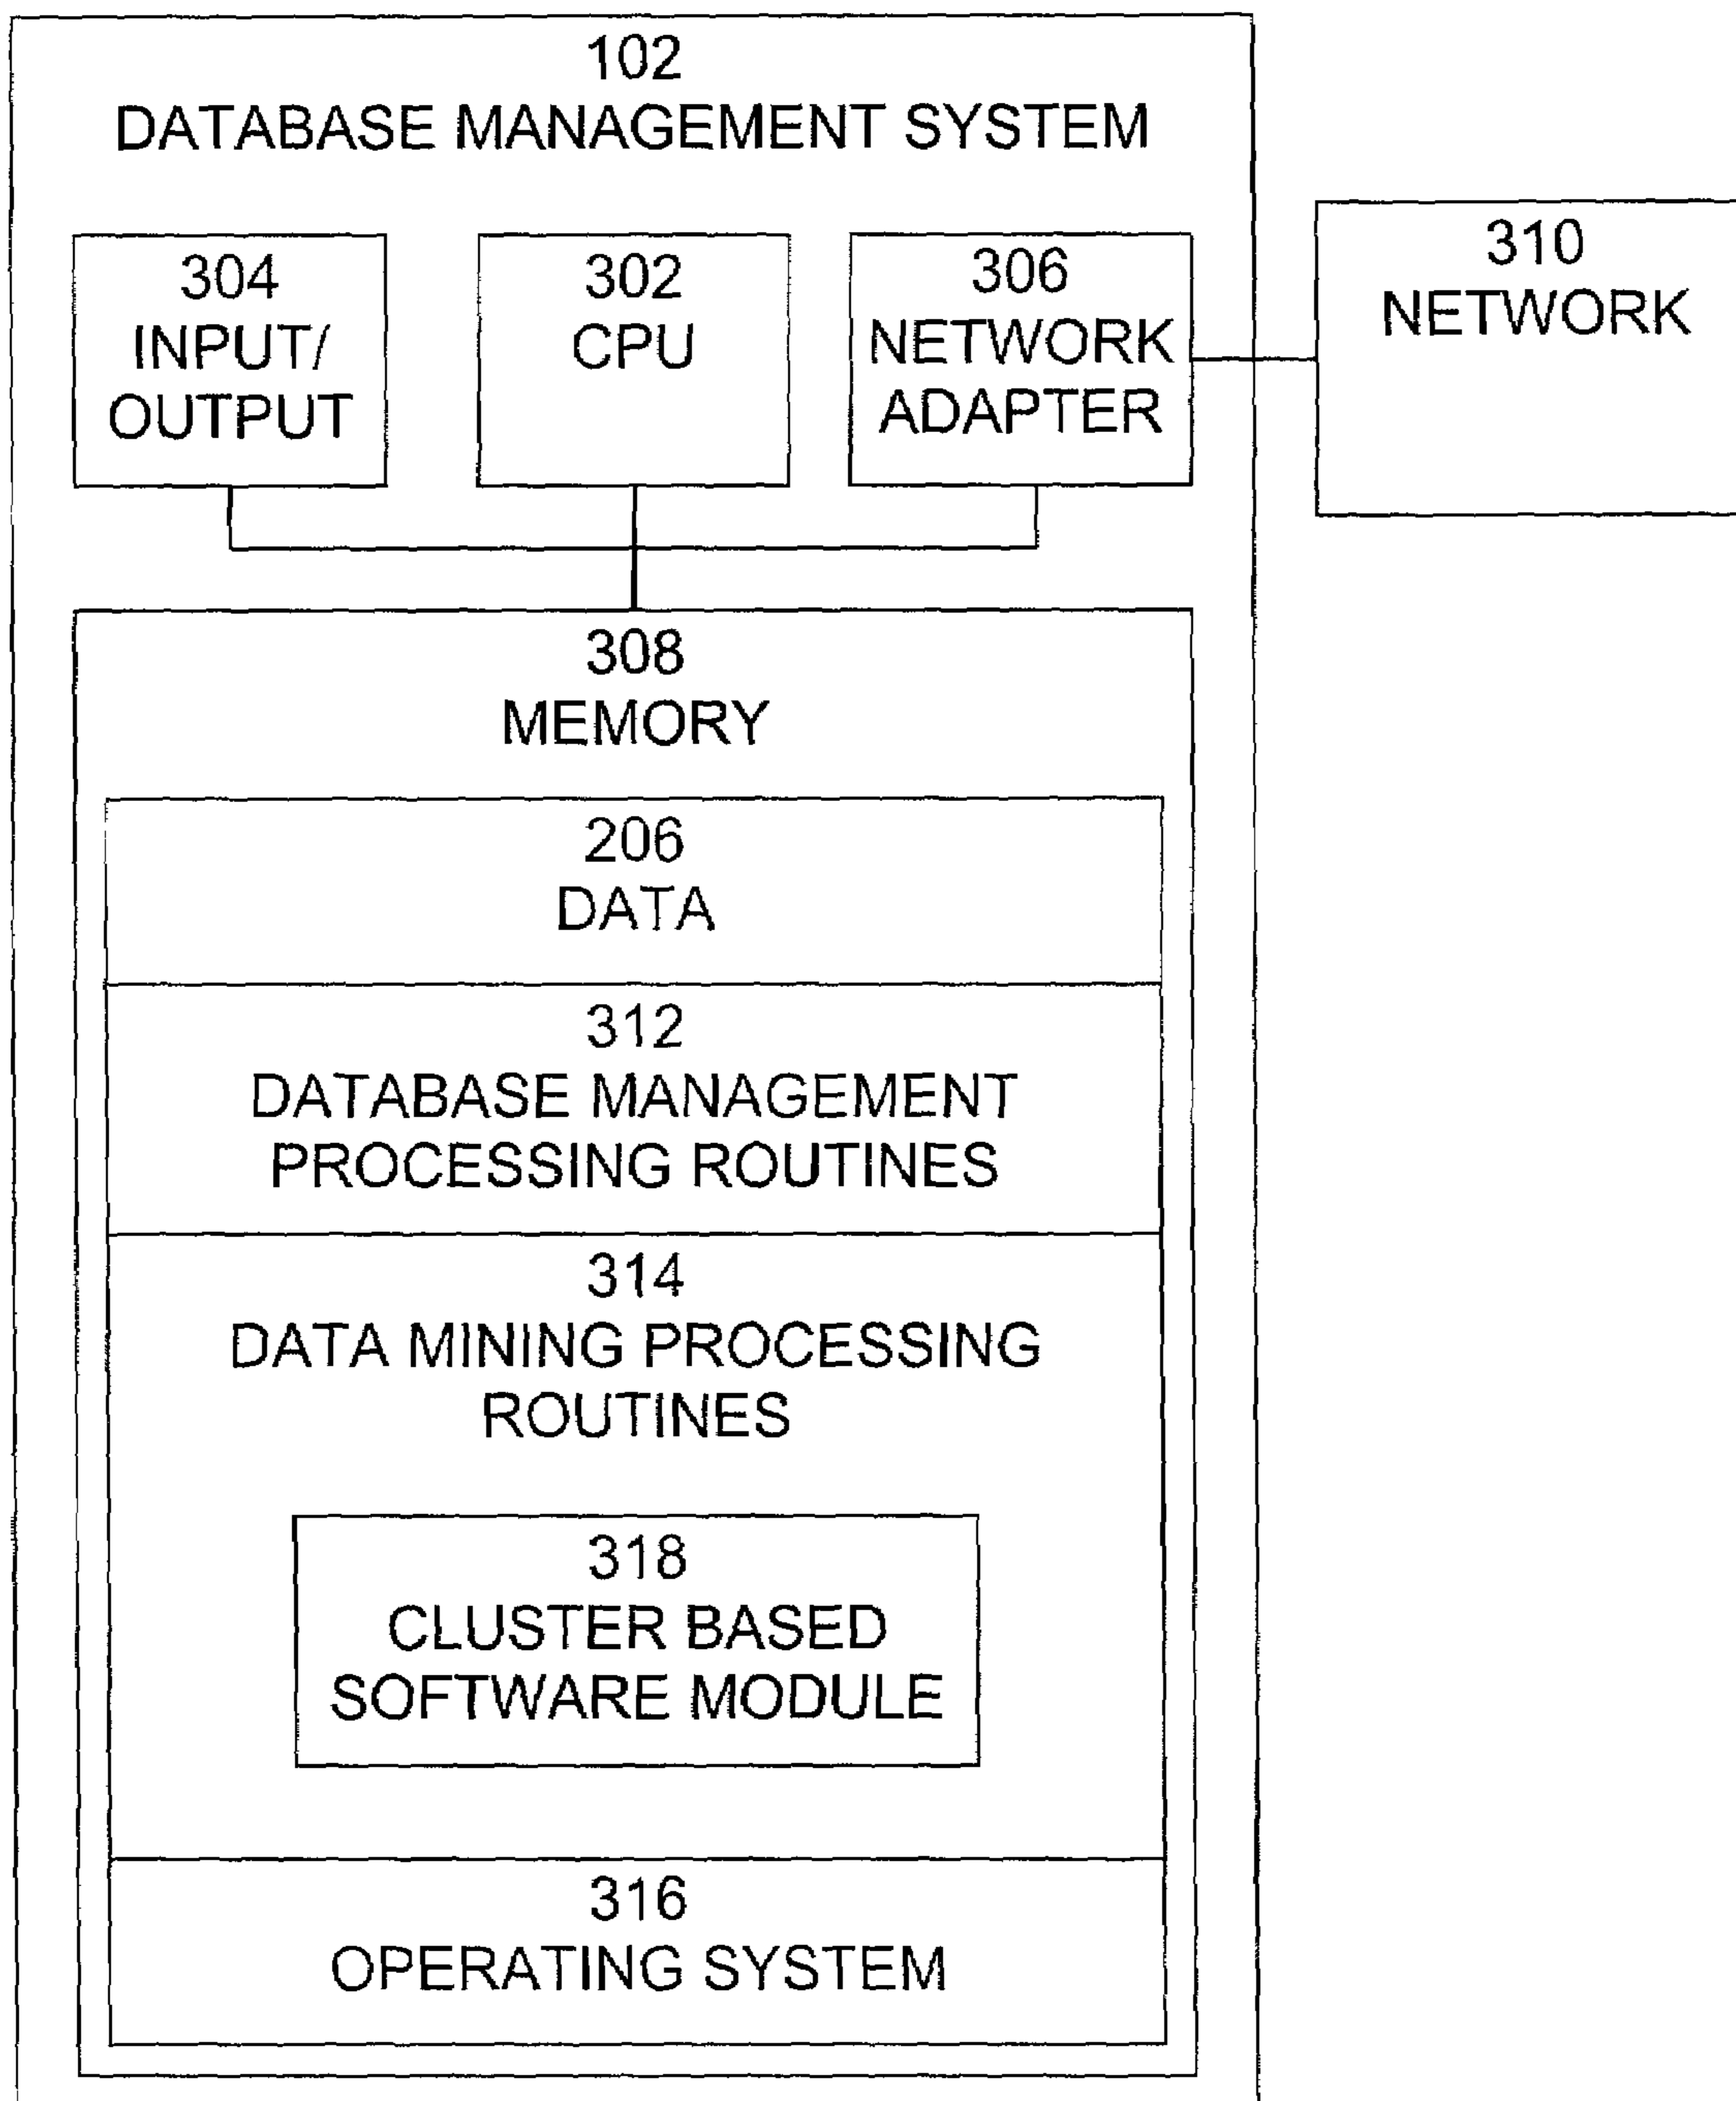 102
DATABASE MANAGEMENT SYSTEM
304
INPUT/
OUTPUT
302
CPU
306
NETWORK
ADAPTER
310
NETWORK
308
MEMORY
206
DATA
312
DATABASE MANAGEMENT
PROCESSING ROUTINES
314
DATA MINING PROCESSING
ROUTINES
318
CLUSTER BASED
SOFTWARE MODULE
316
OPERATING SYSTEM